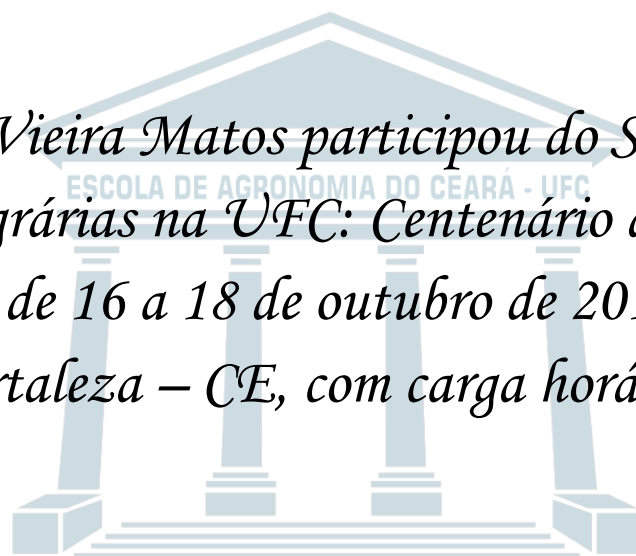 Vieira Matos participou do S
ESCOLA DE AGRONOMIA DO CEARÁ - UFC
grárias na UFC: Centenário
de 16 a 18 de outubro de 201
rtaleza – CE, com carga horá